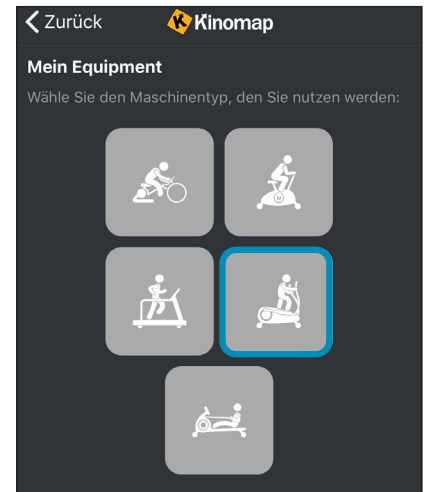 Zurück
Kinomap
Mein Equipment
Wähle Sie den Maschinentyp, den Sie nutzen werden: